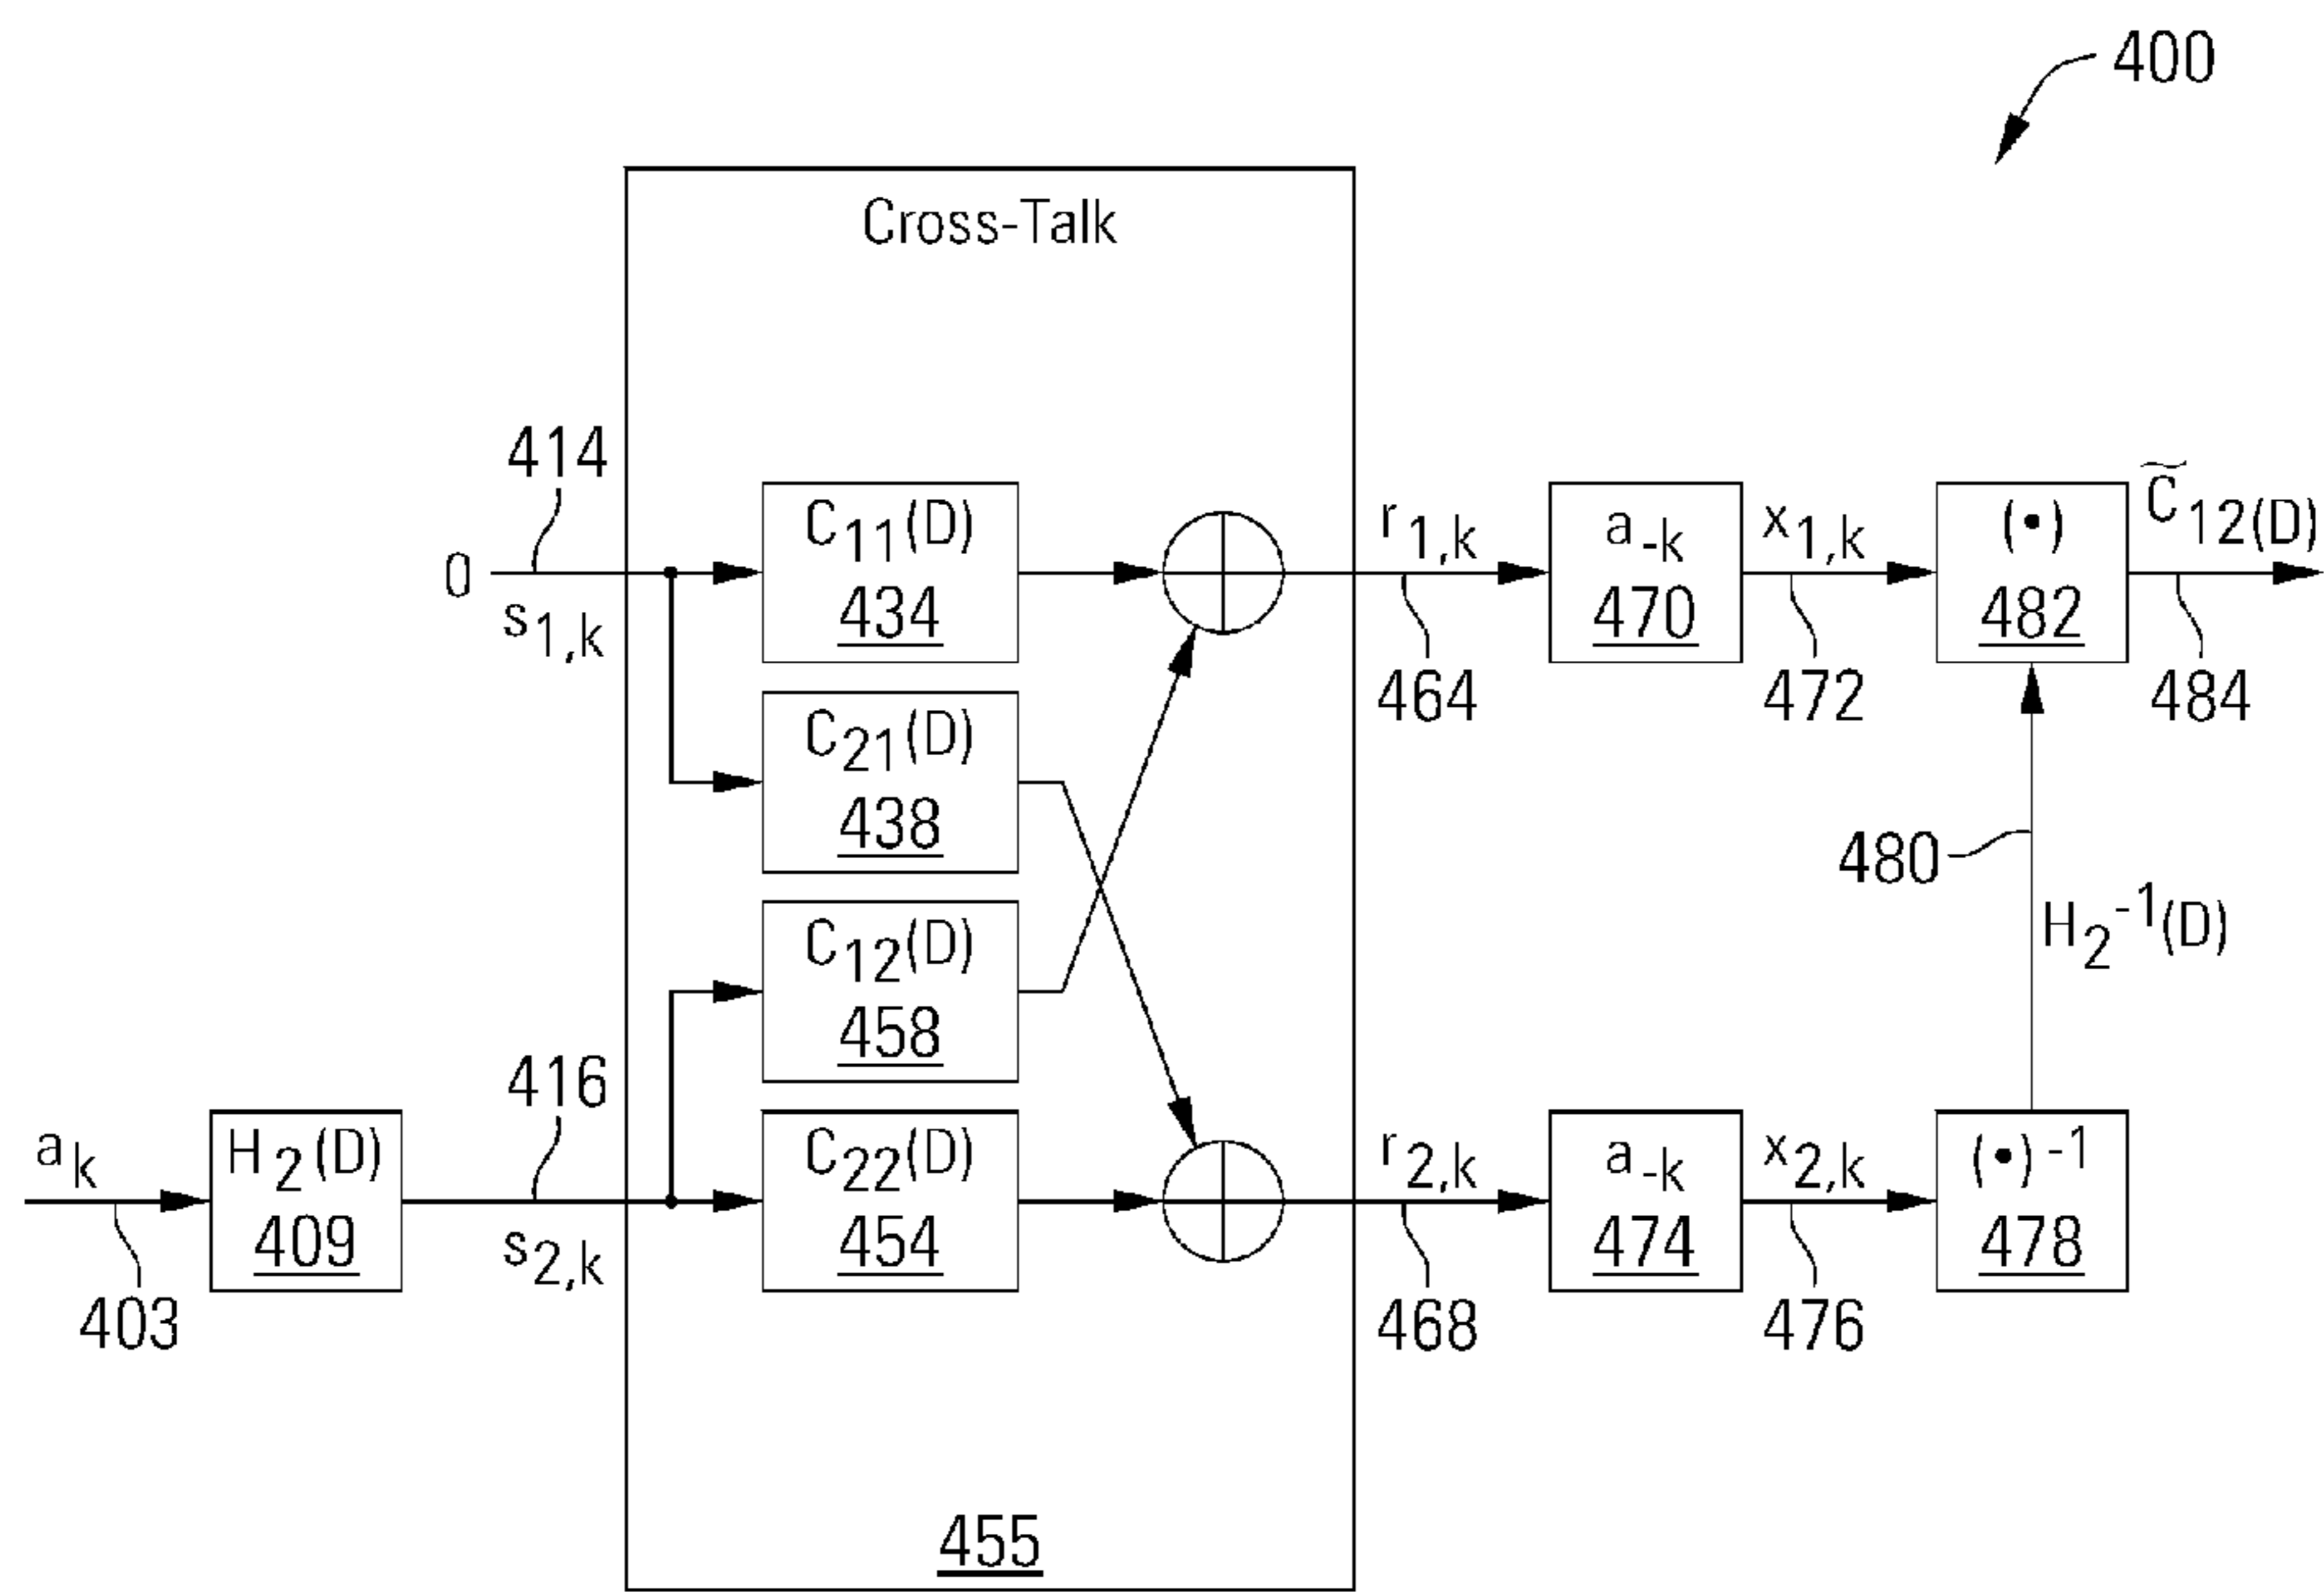 400
Cross-Talk
414
0
s1,k
C11(D)
434
r1,k
464
a-k
470
x1,k
472
(•)
482
C̃12(D)
484
C21(D)
438
C12(D)
458
480
H2-1(D)
ak
403
H2(D)
409
416
s2,k
C22(D)
454
r2,k
468
a-k
474
x2,k
476
(•)-1
478
455